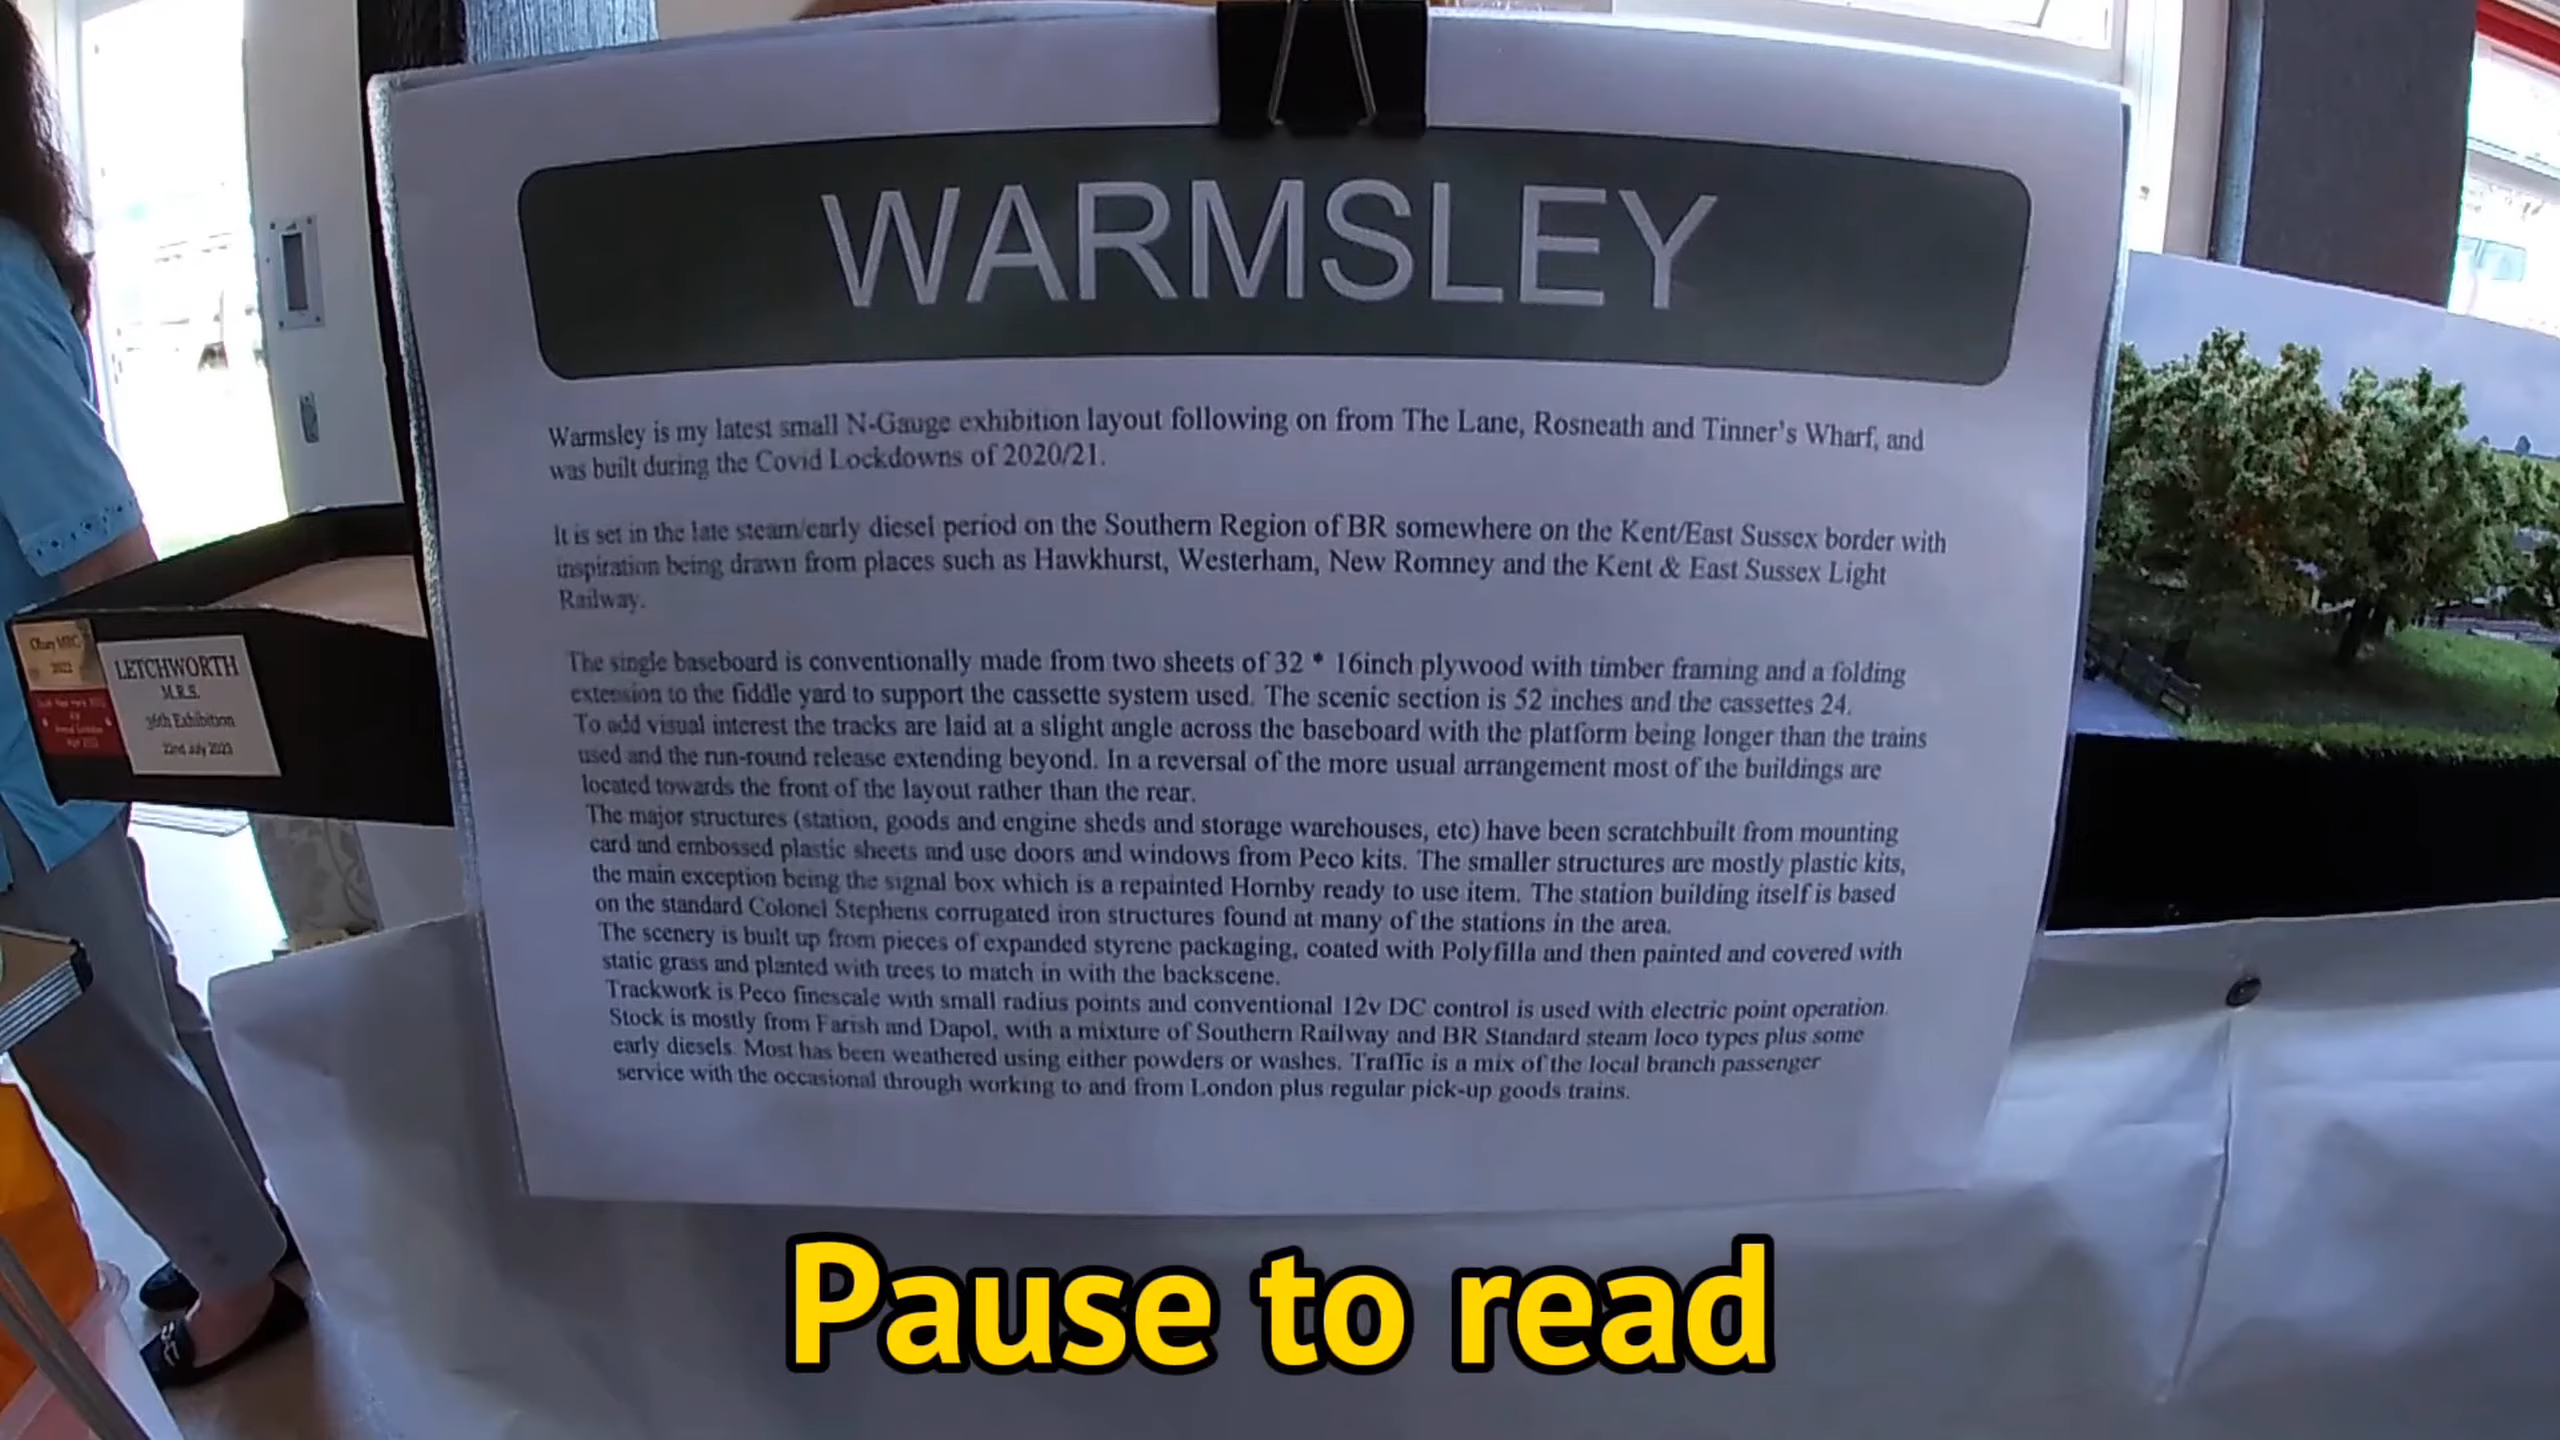 WARMSLEY
Warmsley is my latest small N-Gauge exhibition layout following on from The Lane, Rosneath and Tinner's Wharf, and
was built during the Covid Lockdowns of 2020/21.
It is set in the late steam/early diesel period on the Southern Region of BR somewhere on the Kent/East Sussex border with
inspiration being drawn from places such as Hawkhurst, Westerham, New Romney and the Kent & East Sussex Light
Railway.
The single baseboard is conventionally made from two sheets of 32 * 16inch plywood with timber framing and a folding
extension to the fiddle yard to support the cassette system used. The scenic section is 52 inches and the cassettes 24.
To add visual interest the tracks are laid at a slight angle across the baseboard with the platform being longer than the trains
used and the run-round release extending beyond. In a reversal of the more usual arrangement most of the buildings are
located towards the front of the layout rather than the rear.
The major structures (station, goods and engine sheds and storage warehouses, etc) have been scratchbuilt from mounting
card and embossed plastic sheets and use doors and windows from Peco kits. The smaller structures are mostly plastic kits,
the main exception being the signal box which is a repainted Hornby ready to use item. The station building itself is based
on the standard Colonel Stephens corrugated iron structures found at many of the stations in the area.
The scenery is built up from pieces of expanded styrene packaging, coated with Polyfilla and then painted and covered with
static grass and planted with trees to match in with the backscene.
Trackwork is Peco finescale with small radius points and conventional 12v DC control is used with electric point operation.
Stock is mostly from Farish and Dapol, with a mixture of Southern Railway and BR Standard steam loco types plus some
early diesels. Most has been weathered using either powders or washes. Traffic is a mix of the local branch passenger
service with the occasional through working to and from London plus regular pick-up goods trains.
MRC
2022
LETCHWORTH
M.R.S.
36th Exhibition
22nd July 2023
Pause to read